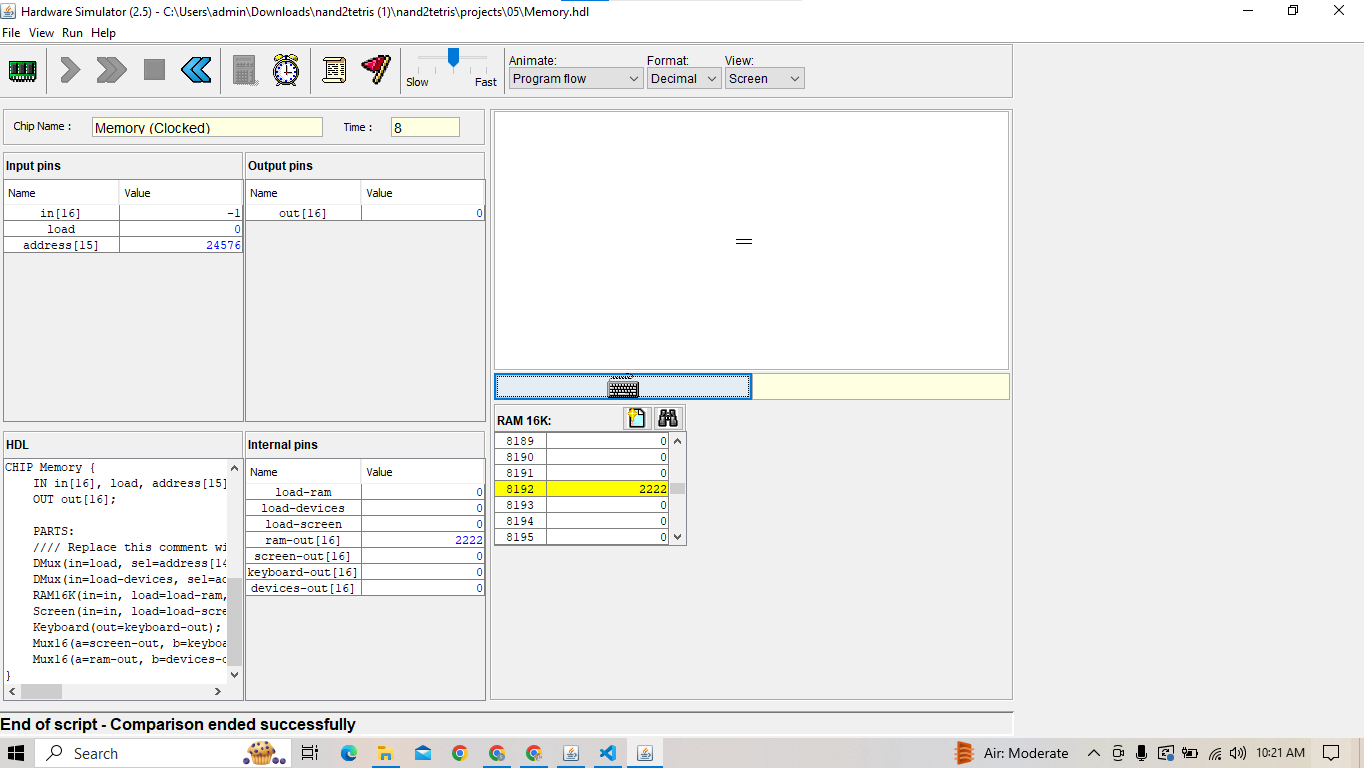 Hardware Simulator (2.5) - C:\Users\admin\Downloads\nand2tetris (1)\nand2tetris\projects\05\Memory.hdl
File View Run Help
Animate: Format: View:
Slow Fast Program flow Decimal Screen
Chip Name : Memory (Clocked) Time : 8
Input pins
Name Value
in[16] -1
load 0
address[15] 24576
Output pins
Name Value
out[16] 0
HDL
CHIP Memory {
IN in[16], load, address[15]
OUT out[16];
PARTS:
//// Replace this comment wi
DMux(in=load, sel=address[14
DMux(in=load-devices, sel=ad
RAM16K(in=in, load=load-ram,
Screen(in=in, load=load-scre
Keyboard(out=keyboard-out);
Mux16(a=screen-out, b=keyboa
Mux16(a=ram-out, b=devices-o
}
Internal pins
Name Value
load-ram 0
load-devices 0
load-screen 0
ram-out[16] 2222
screen-out[16] 0
keyboard-out[16] 0
devices-out[16] 0
RAM 16K:
8189 0
8190 0
8191 0
8192 2222
8193 0
8194 0
8195 0
End of script - Comparison ended successfully
Search
Air: Moderate
10:21 AM